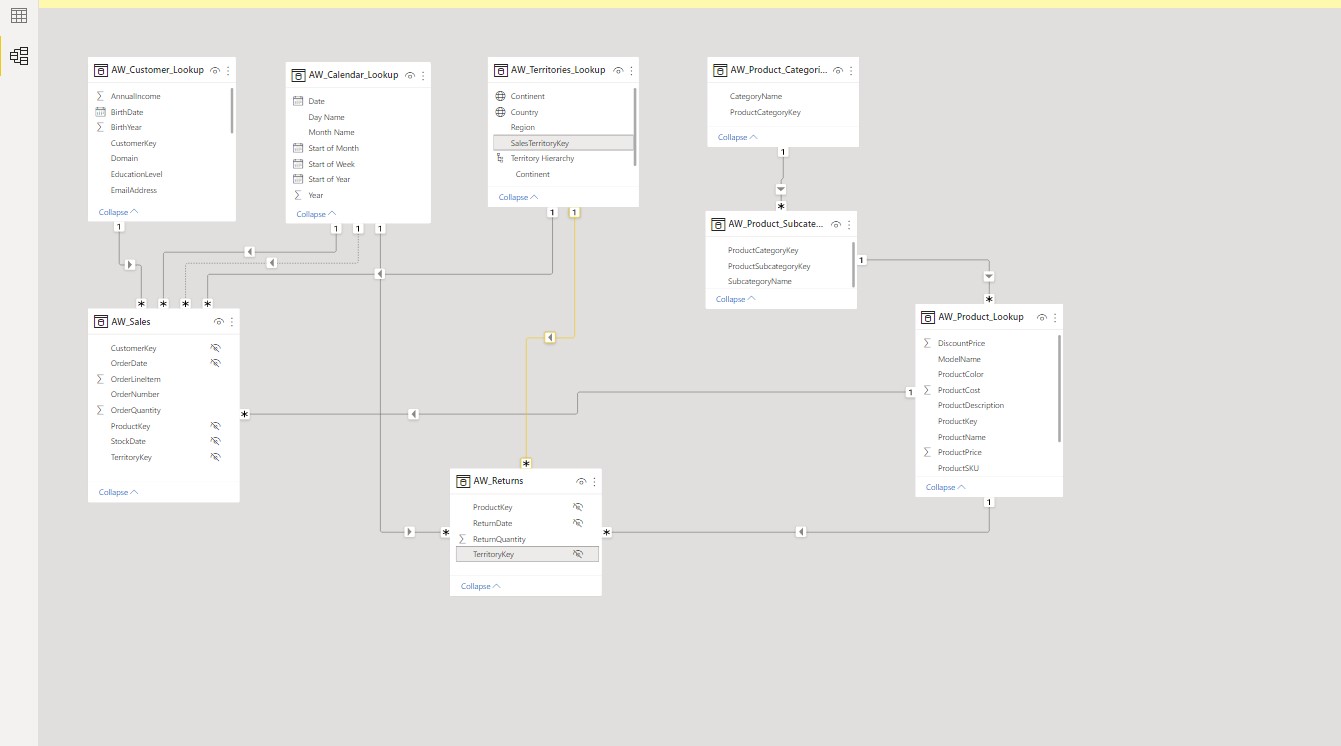 AW_Customer_Lookup
AnnualIncome
BirthDate
BirthYear
CustomerKey
Domain
EducationLevel
EmailAddress
Collapse
AW_Calendar_Lookup
Date
Day Name
Month Name
Start of Month
Start of Week
Start of Year
Year
Collapse
AW_Territories_Lookup
Continent
Country
Region
SalesTerritoryKey
Territory Hierarchy
Continent
Collapse
AW_Product_Categori...
CategoryName
ProductCategoryKey
Collapse
1
*
1
1
1
1
1
1
AW_Product_Subcate...
ProductCategoryKey
ProductSubcategoryKey
SubcategoryName
Collapse
1
*
* * * *
AW_Sales
CustomerKey
OrderDate
OrderLineItem
OrderNumber
OrderQuantity
ProductKey
StockDate
TerritoryKey
Collapse
*
AW_Product_Lookup
DiscountPrice
ModelName
ProductColor
ProductCost
ProductDescription
ProductKey
ProductName
ProductPrice
ProductSKU
Collapse
1
1
*
AW_Returns
ProductKey
ReturnDate
ReturnQuantity
TerritoryKey
Collapse
*
*